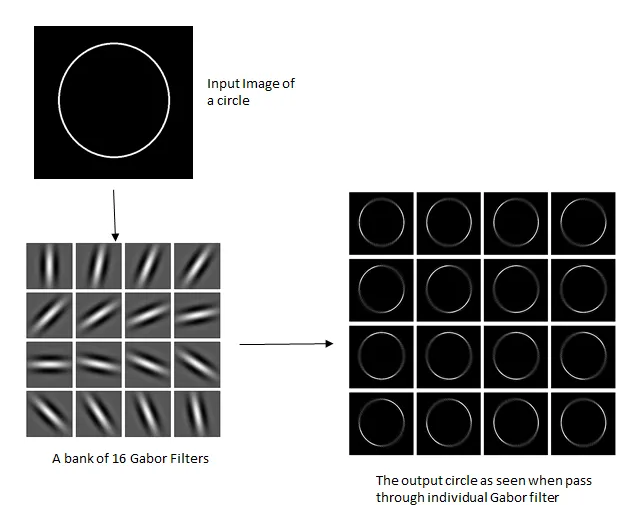 Input Image of
a circle
A bank of 16 Gabor Filters
The output circle as seen when pass
through individual Gabor filter